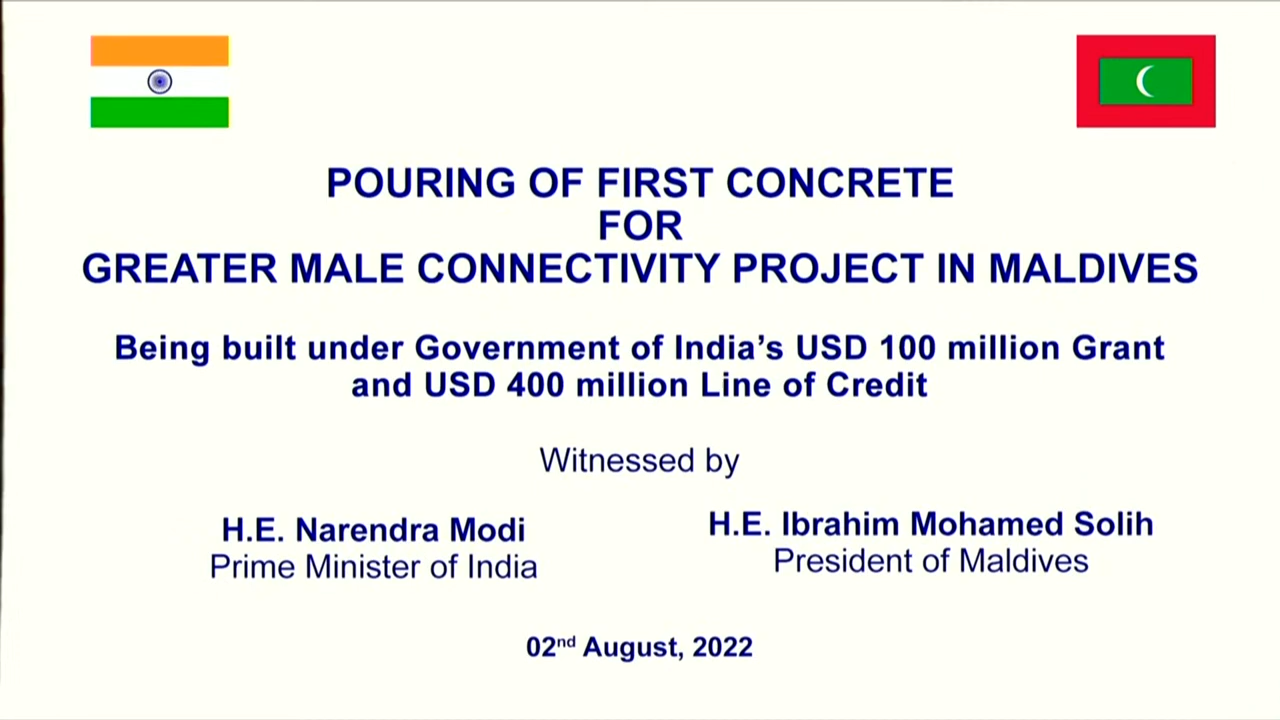 POURING OF FIRST CONCRETE
FOR
GREATER MALE CONNECTIVITY PROJECT IN MALDIVES
Being built under Government of India’s USD 100 million Grant
and USD 400 million Line of Credit
Witnessed by
H.E. Narendra Modi
Prime Minister of India
H.E. Ibrahim Mohamed Solih
President of Maldives
02nd August, 2022